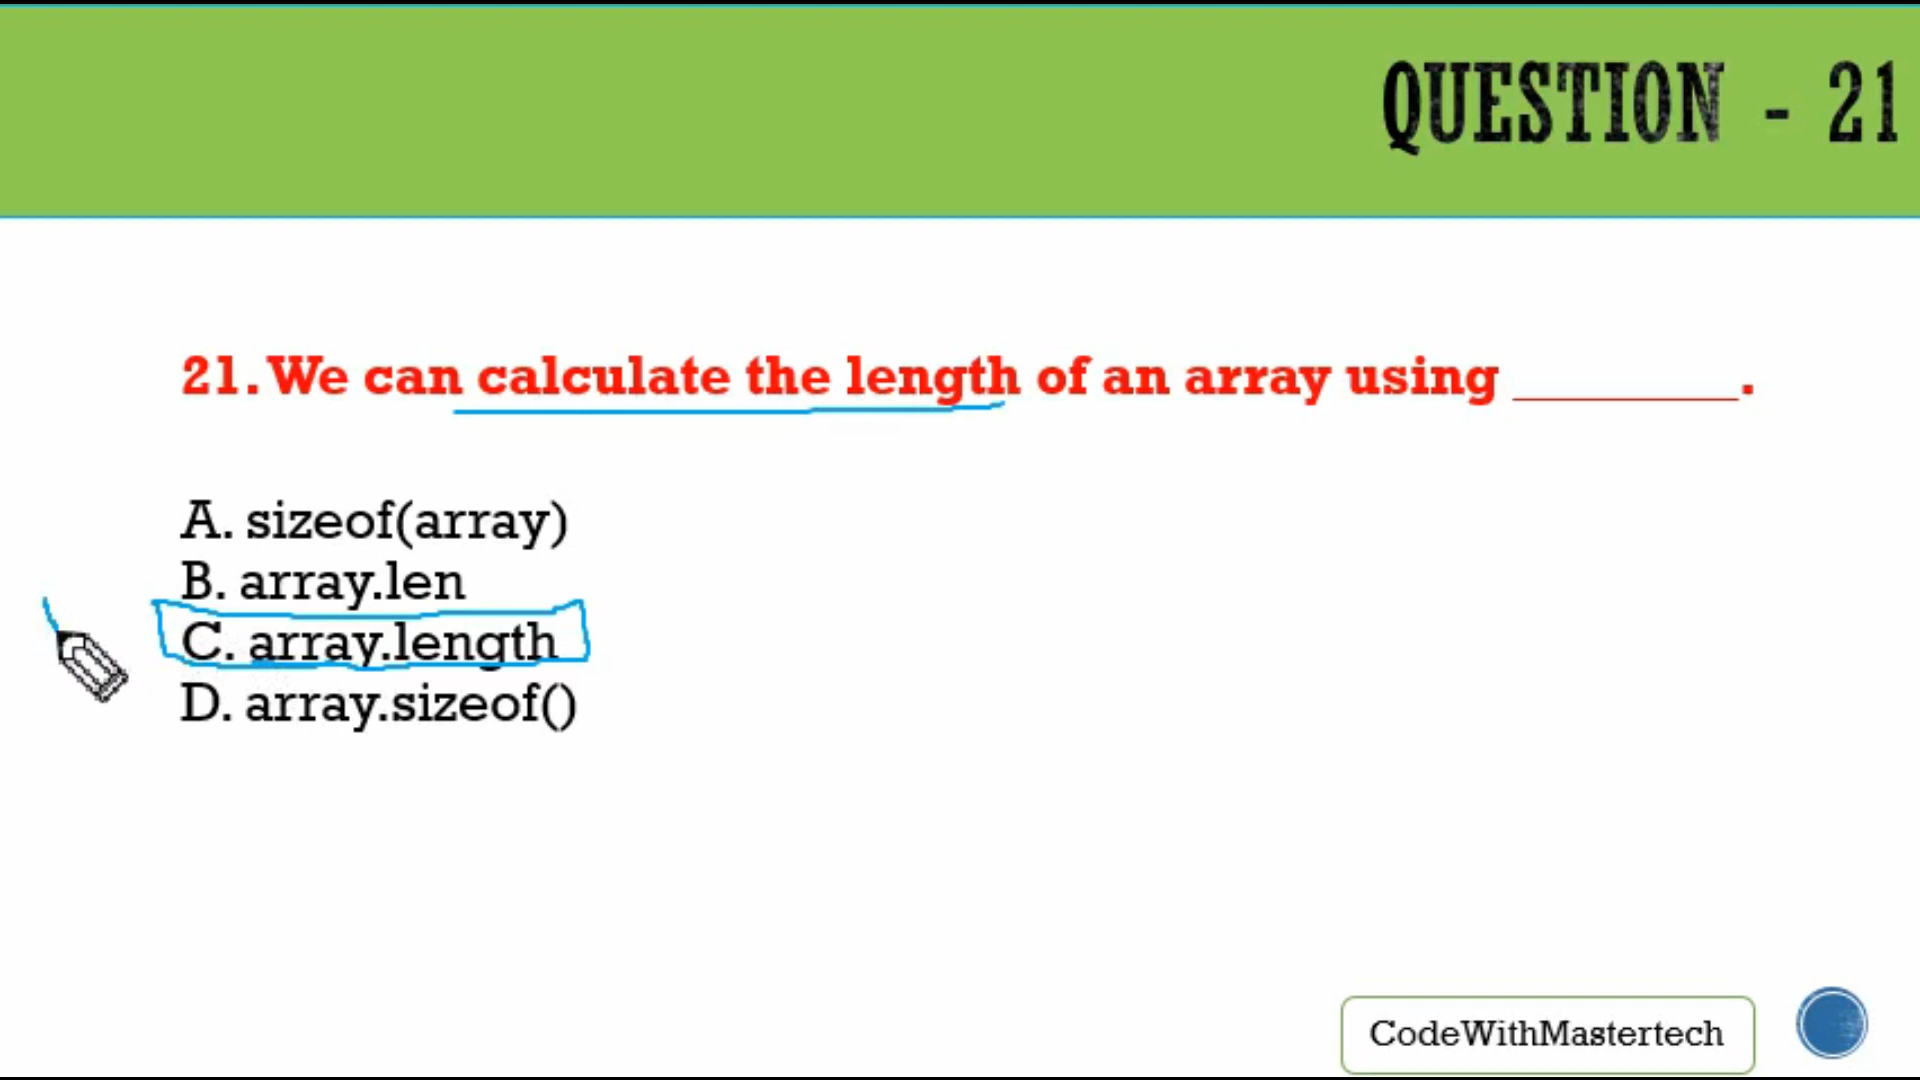 QUESTION - 21
21. We can calculate the length of an array using ________.
A. sizeof(array)
B. array.len
C. array.length
D. array.sizeof()
CodeWithMastertech